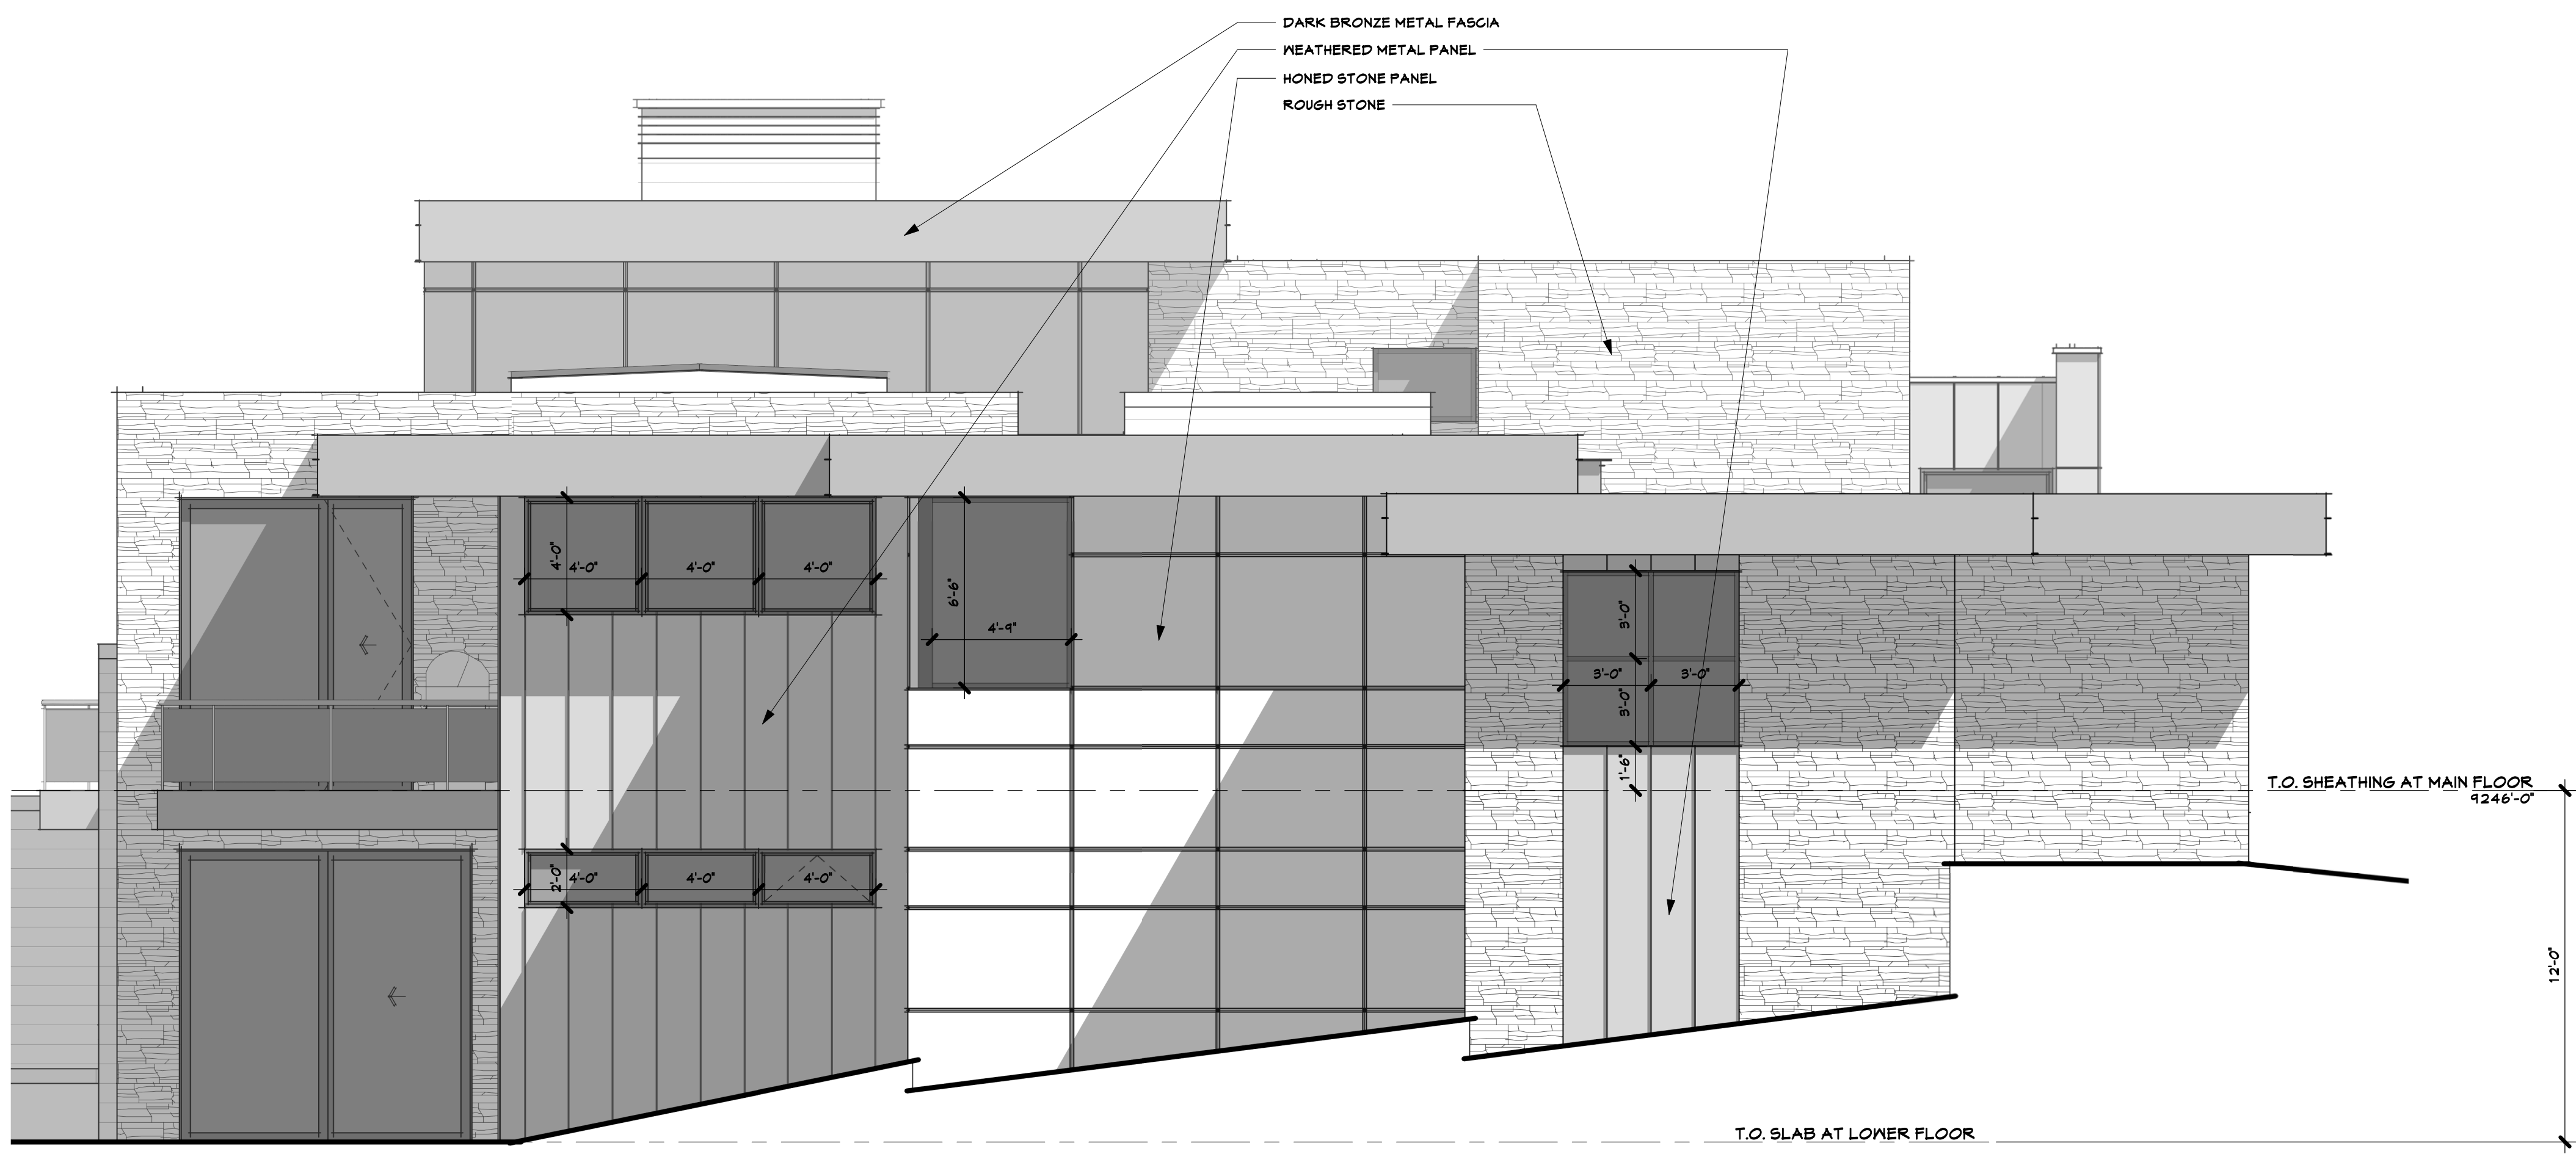 DARK BRONZE METAL FASCIA
WEATHERED METAL PANEL
HONED STONE PANEL
ROUGH STONE
4'-0"
4'-0" 4'-0" 4'-0"
6'-6"
4'-9"
3'-0"
3'-0" 3'-0"
3'-0"
1'-6"
T.O. SHEATHING AT MAIN FLOOR
9246'-0"
2'-0"
4'-0" 4'-0" 4'-0"
12'-0"
T.O. SLAB AT LOWER FLOOR